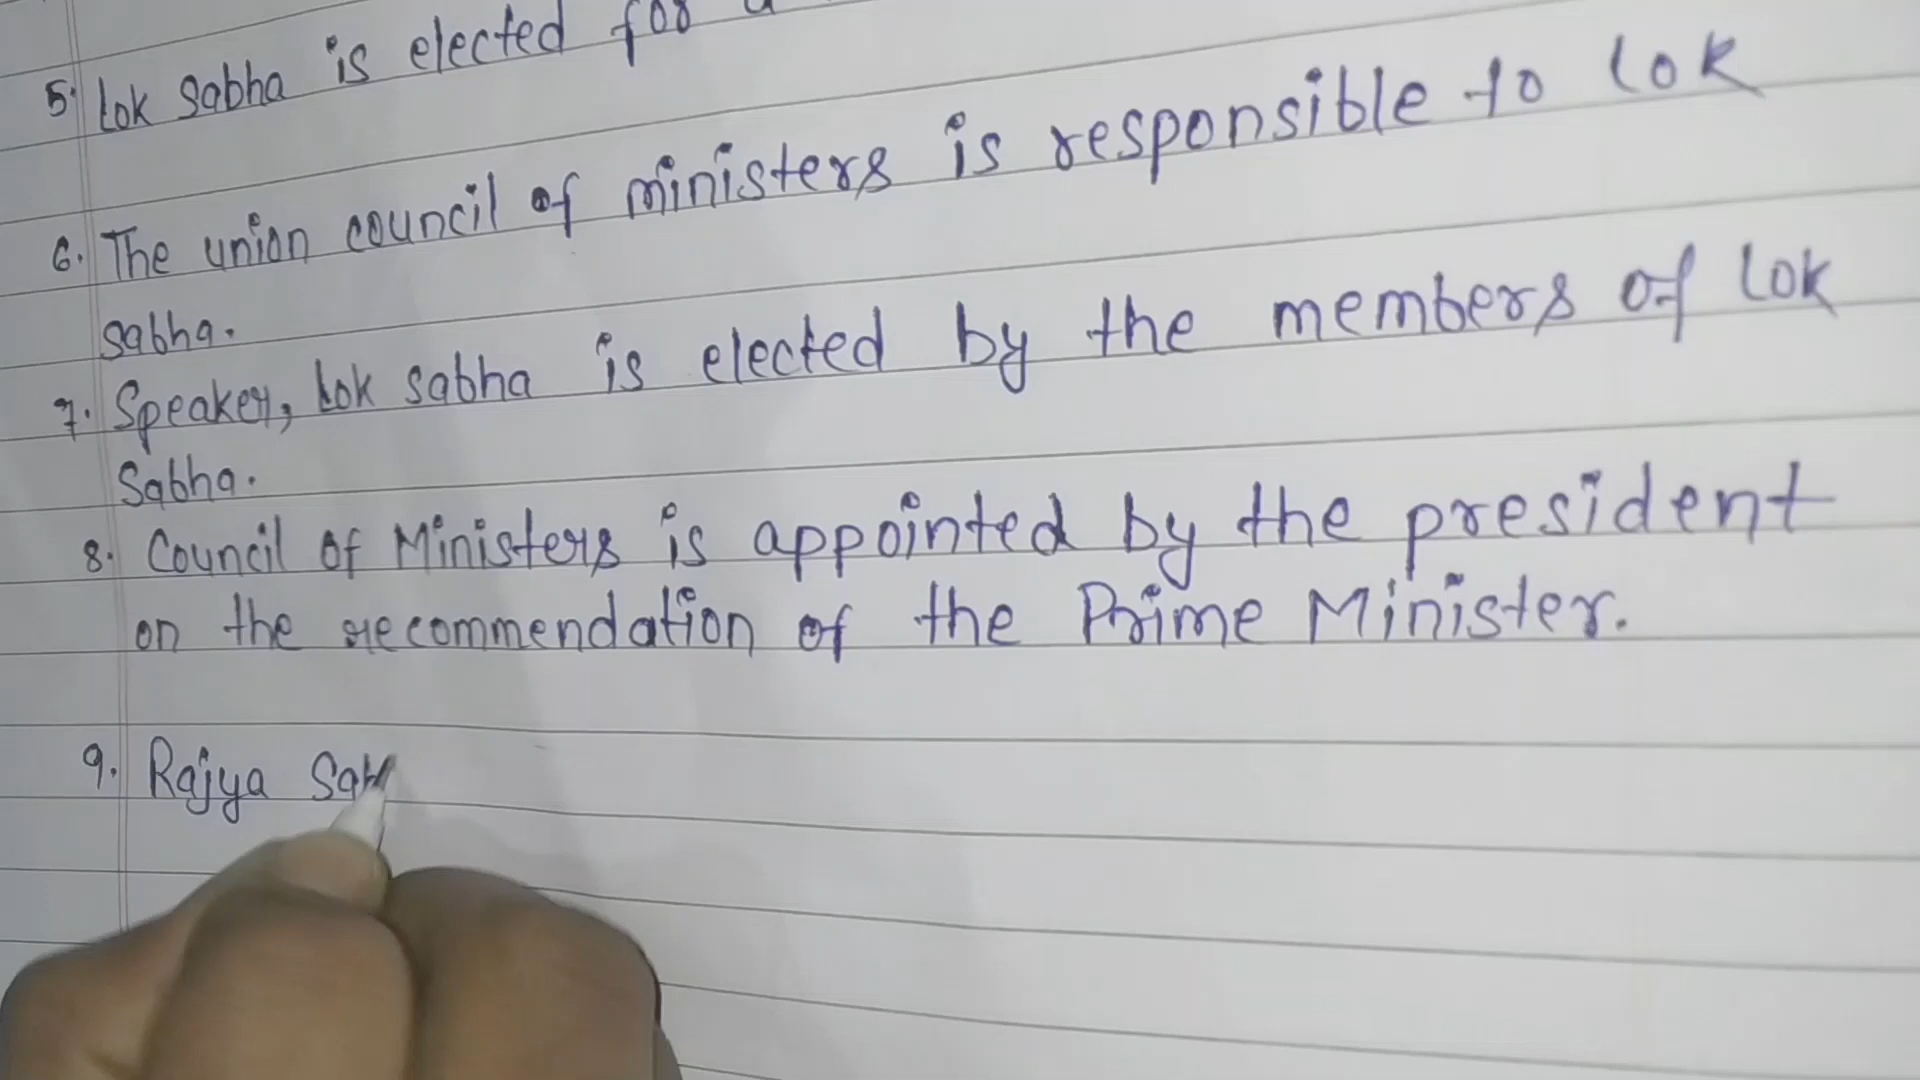 5. Lok Sabha is elected for a
6. The union council of ministers is responsible to Lok
sabha.
7. Speaker, Lok sabha is elected by the members of Lok
Sabha.
8. Council of Ministers is appointed by the president
on the recommendation of the Prime Minister.
9. Rajya Sab